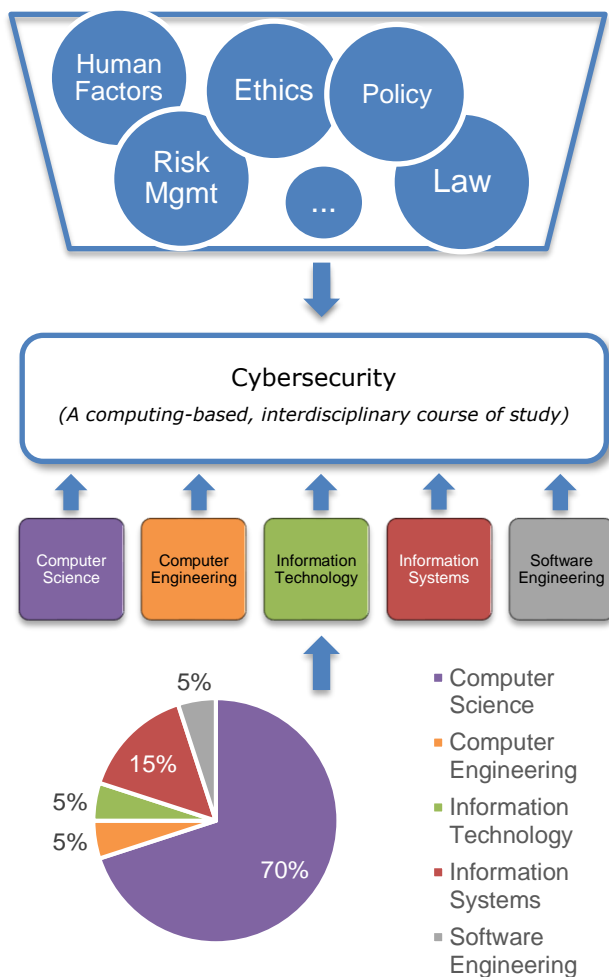 Human
Factors
Ethics
Policy
Risk
Mgmt
...
Law
Cybersecurity
(A computing-based, interdisciplinary course of study)
Computer
Science
Computer
Engineering
Information
Technology
Information
Systems
Software
Engineering
5%
15%
5%
5%
70%
Computer
Science
Computer
Engineering
Information
Technology
Information
Systems
Software
Engineering